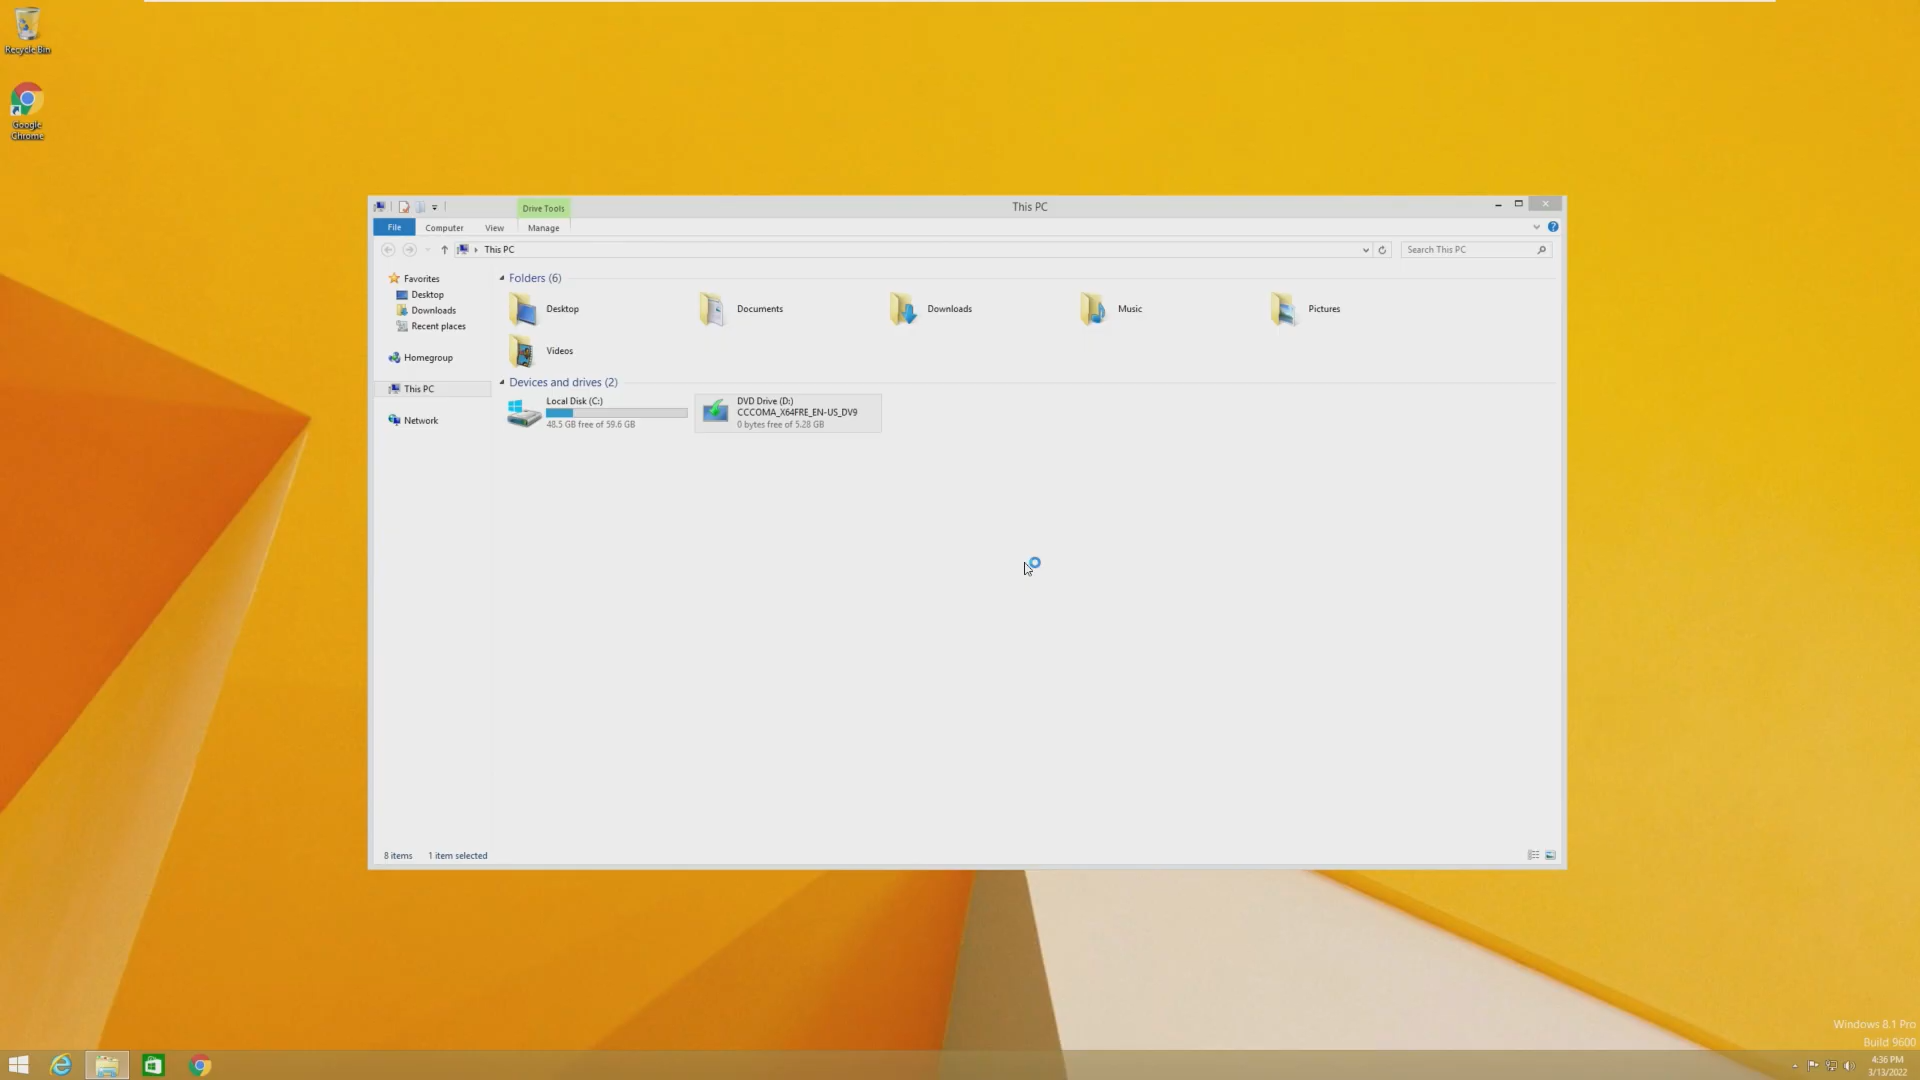 Recycle Bin
Google
Chrome
Drive Tools
This PC
File
Computer
View
Manage
This PC
Search This PC
Favorites
Desktop
Downloads
Recent places
Homegroup
This PC
Network
Folders (6)
Desktop
Documents
Downloads
Music
Pictures
Videos
Devices and drives (2)
Local Disk (C:)
48.5 GB free of 59.6 GB
DVD Drive (D:)
CCCOMA_X64FRE_EN-US_DV9
0 bytes free of 5.28 GB
8 items
1 item selected
Windows 8.1 Pro
Build 9600
4:36 PM
3/13/2022